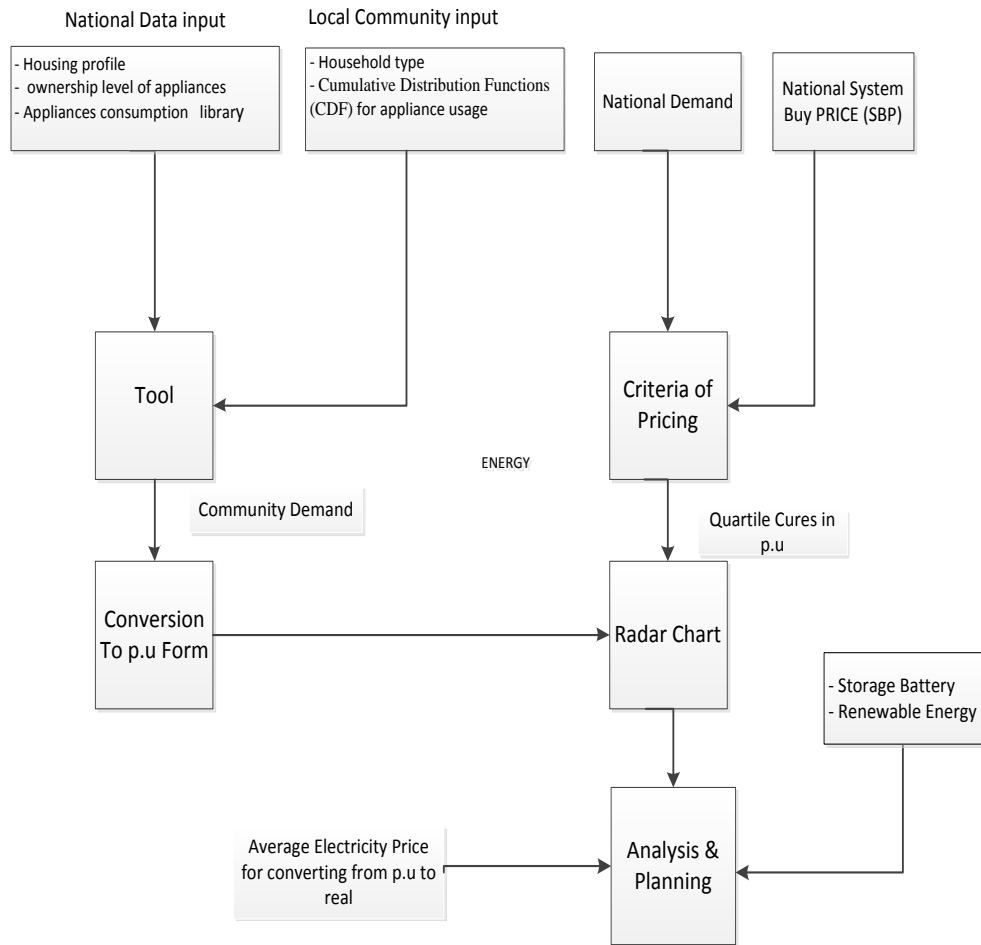 National Data input
Local Community input
- Housing profile
- ownership level of appliances
- Appliances consumption library
- Household type
- Cumulative Distribution Functions
(CDF) for appliance usage
National Demand
National System
Buy PRICE (SBP)
Tool
Criteria of
Pricing
ENERGY
Community Demand
Quartile Cures in
p.u
Conversion
To p.u Form
Radar Chart
- Storage Battery
- Renewable Energy
Average Electricity Price
for converting from p.u to
real
Analysis &
Planning